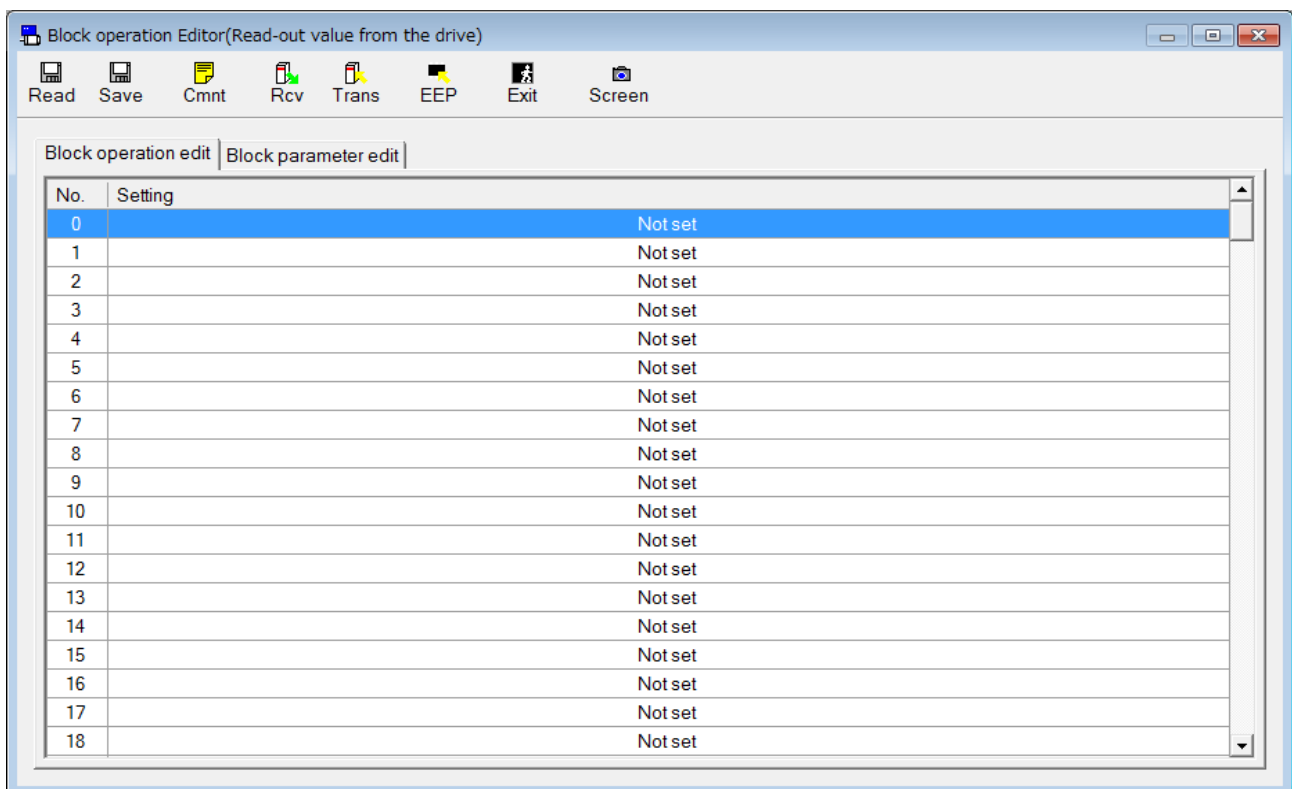 Block operation Editor(Read-out value from the drive)
Read Save Cmnt Rcv Trans EEP Exit Screen
Block operation edit Block parameter edit
No. Setting
0 Not set
1 Not set
2 Not set
3 Not set
4 Not set
5 Not set
6 Not set
7 Not set
8 Not set
9 Not set
10 Not set
11 Not set
12 Not set
13 Not set
14 Not set
15 Not set
16 Not set
17 Not set
18 Not set